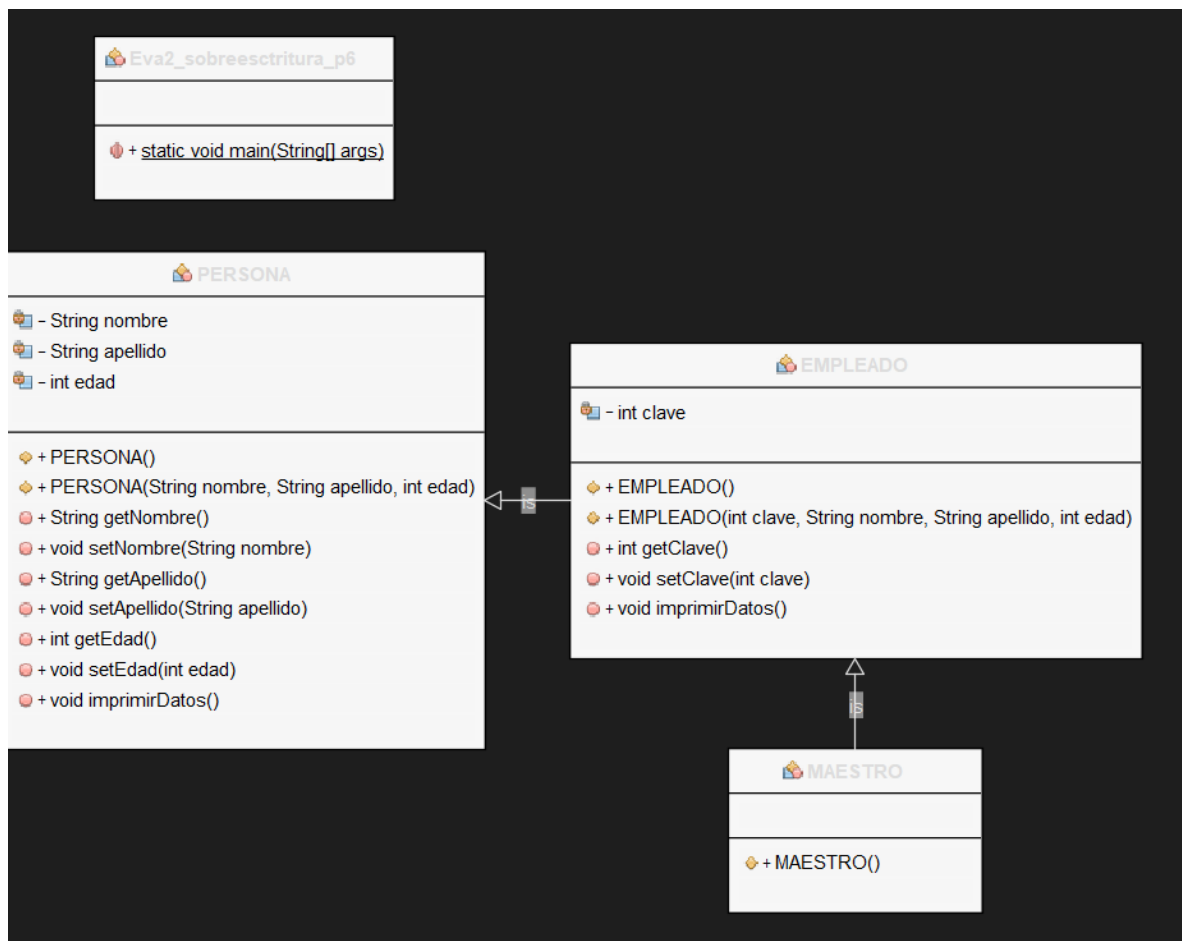 Eva2_sobreesctritura_p6
+ static void main(String[] args)
PERSONA
- String nombre
- String apellido
- int edad
+ PERSONA()
+ PERSONA(String nombre, String apellido, int edad)
+ String getNombre()
+ void setNombre(String nombre)
+ String getApellido()
+ void setApellido(String apellido)
+ int getEdad()
+ void setEdad(int edad)
+ void imprimirDatos()
is
EMPLEADO
- int clave
+ EMPLEADO()
+ EMPLEADO(int clave, String nombre, String apellido, int edad)
+ int getClave()
+ void setClave(int clave)
+ void imprimirDatos()
is
MAESTRO
+ MAESTRO()